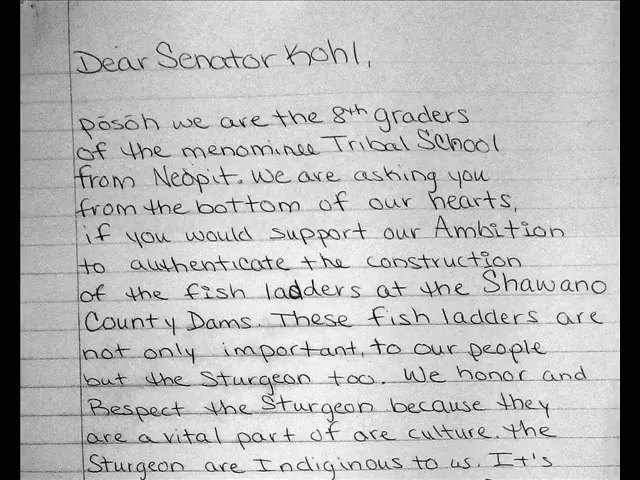 Dear Senator Kohl,
pōsōh we are the 8th graders
of the menominee Tribal School
from Neopit. We are asking you
from the bottom of our hearts,
if you would support our Ambition
to authenticate the construction
of the fish ladders at the Shawano
County Dams. These fish ladders are
not only important, to our people
but the Sturgeon too. We honor and
Respect the Sturgeon because they
are a vital part of are culture. the
Sturgeon are Indiginous to us. It's